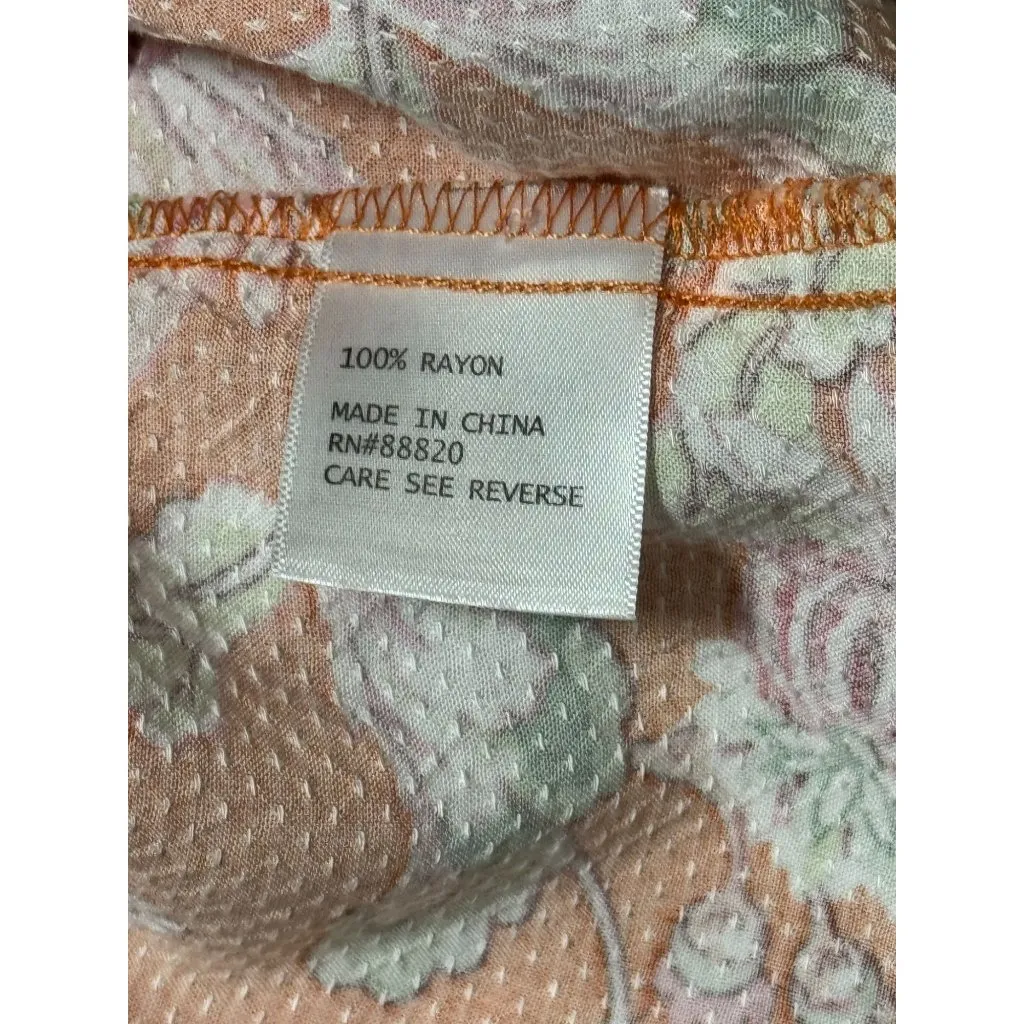 100% RAYON
MADE IN CHINA
RN#88820
CARE SEE REVERSE